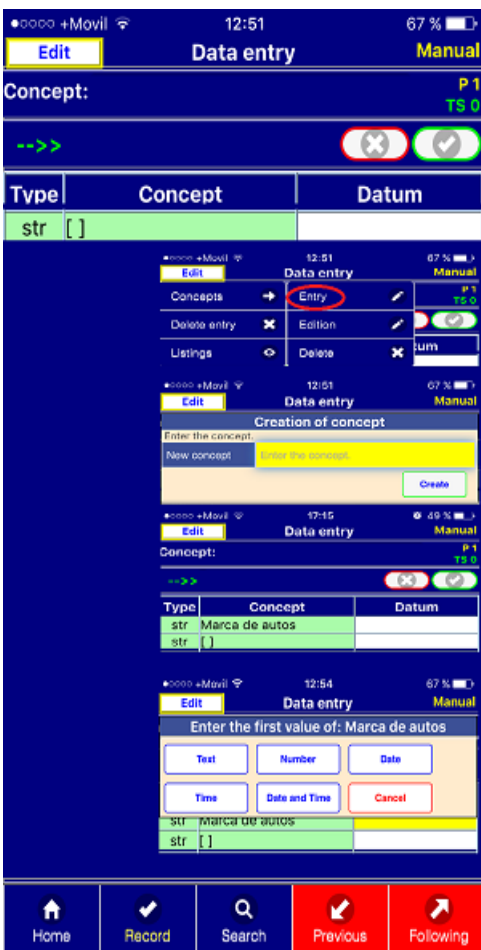 +Movil 12:51 67 %
Edit Data entry Manual
Concept: P 1
TS 0
-->>
Type Concept Datum
str [ ]
+Movil 12:51 67 %
Edit Data entry Manual
Concepts Entry P 1
TS 0
Delete entry Edition
Listings Delete tum
+Movil 12:51 67 %
Edit Data entry Manual
Creation of concept
Enter the concept.
New concept Enter the concept.
Create
+Movil 17:15 49 %
Edit Data entry Manual
Concept: P 1
TS 0
-->>
Type Concept Datum
str Marca de autos
str [ ]
+Movil 12:54 67 %
Edit Data entry Manual
Enter the first value of: Marca de autos
Text Number Date
Time Date and Time Cancel
str Marca de autos
str [ ]
Home Record Search Previous Following